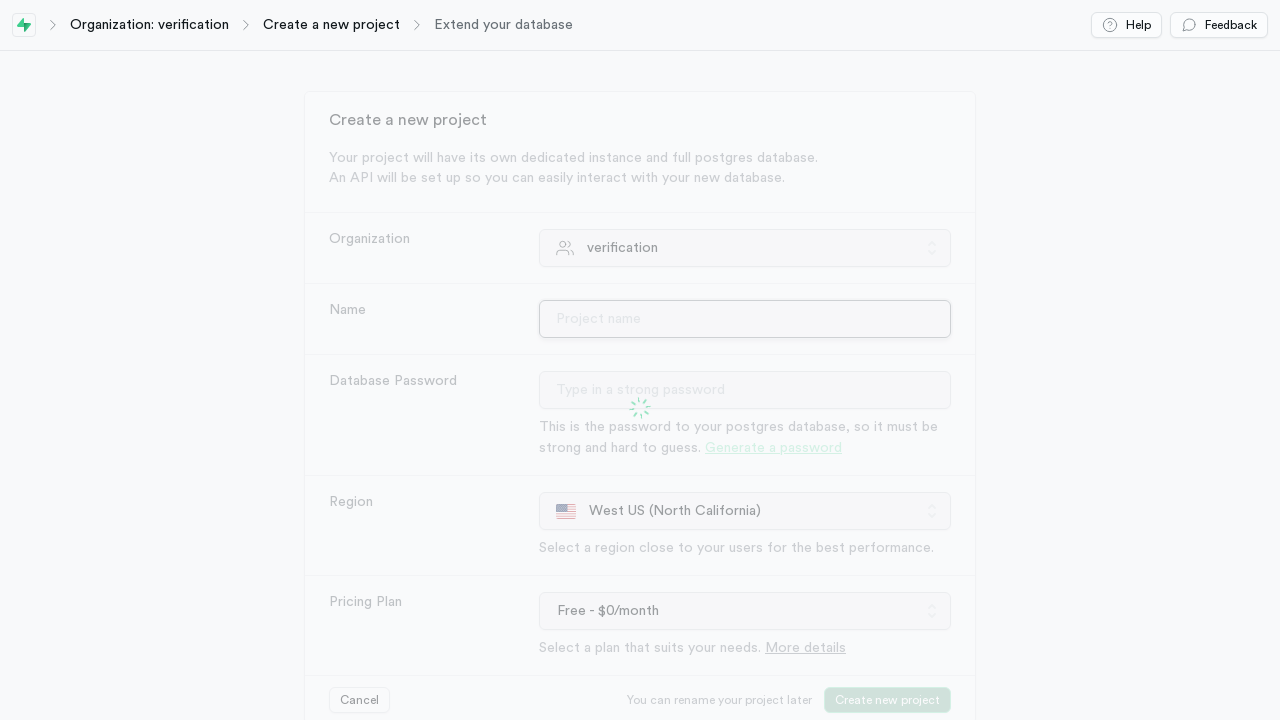 Organization: verification
Create a new project
Extend your database
Help
Feedback
Create a new project
Your project will have its own dedicated instance and full postgres database.
An API will be set up so you can easily interact with your new database.
Organization
verification
Name
Project name
Database Password
Type in a strong password
This is the password to your postgres database, so it must be
strong and hard to guess. Generate a password
Region
West US (North California)
Select a region close to your users for the best performance.
Pricing Plan
Free - $0/month
Select a plan that suits your needs. More details
Cancel
You can rename your project later
Create new project